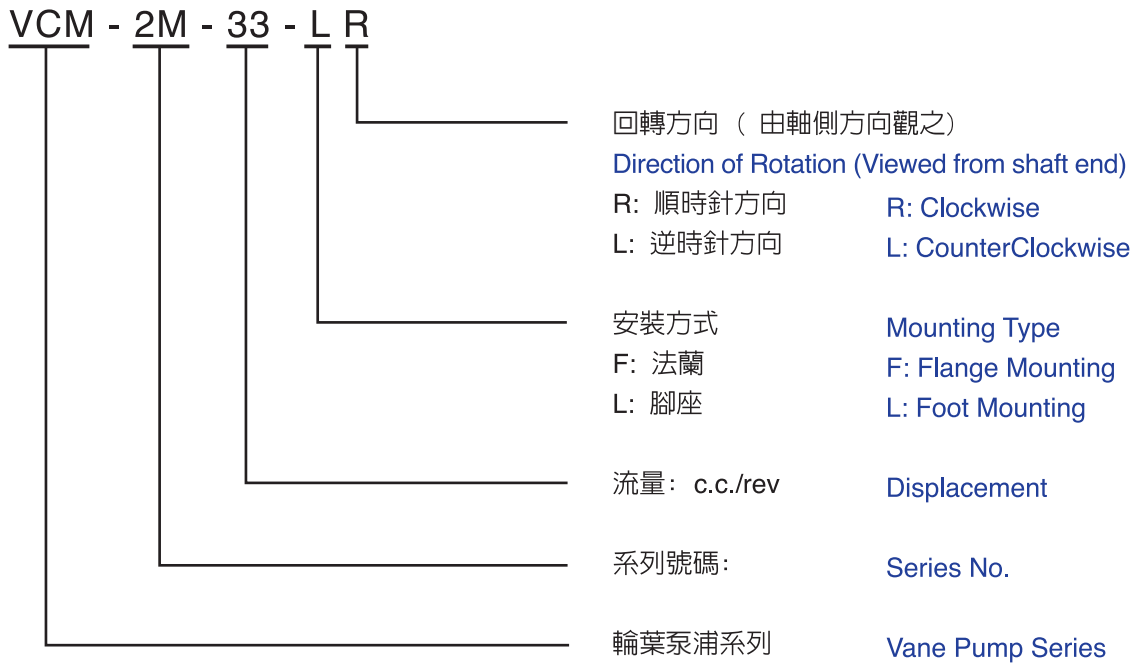 VCM - 2M - 33 - L R
回轉方向 ( 由軸側方向觀之)
Direction of Rotation (Viewed from shaft end)
R: 順時針方向 R: Clockwise
L: 逆時針方向 L: CounterClockwise
安裝方式 Mounting Type
F: 法蘭 F: Flange Mounting
L: 腳座 L: Foot Mounting
流量: c.c./rev Displacement
系列號碼: Series No.
輪葉泵浦系列 Vane Pump Series